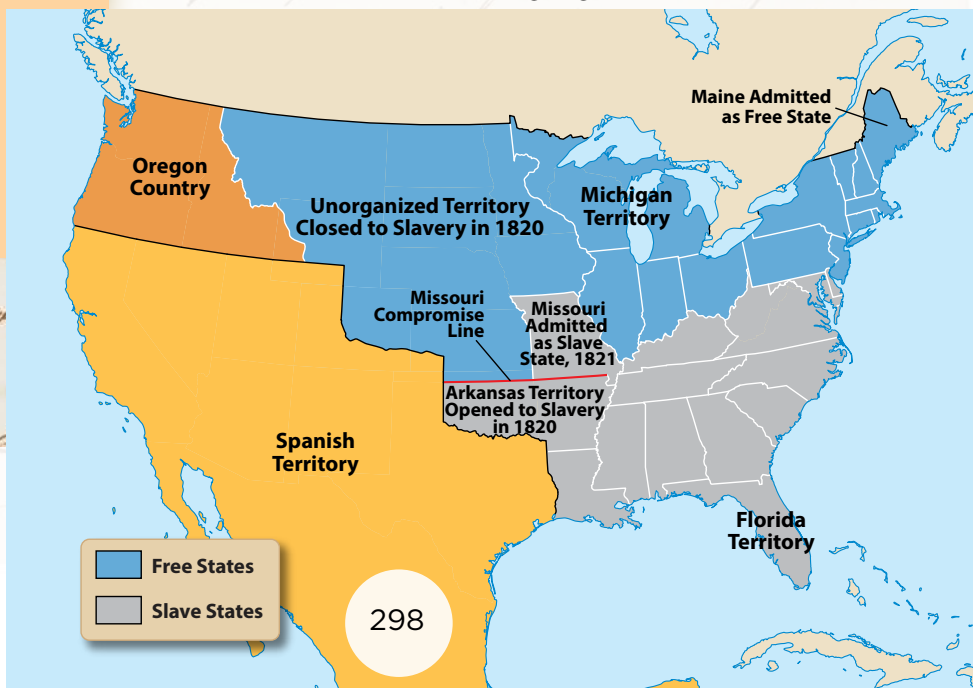 Maine Admitted
as Free State
Oregon
Country
Unorganized Territory
Closed to Slavery in 1820
Michigan
Territory
Missouri
Compromise
Line
Missouri
Admitted
as Slave
State, 1821
Arkansas Territory
Opened to Slavery
in 1820
Spanish
Territory
Florida
Territory
Free States
Slave States
298